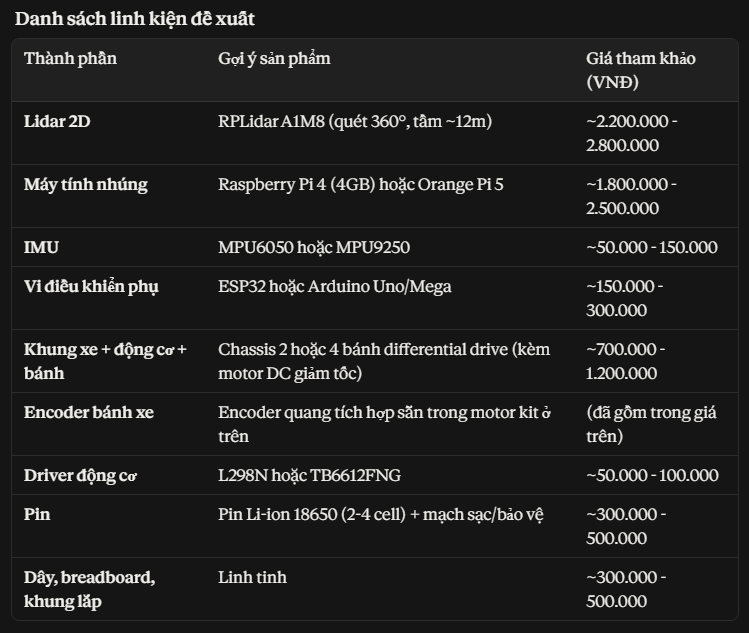 Danh sách linh kiện đề xuất
Thành phần
Gợi ý sản phẩm
Giá tham khảo
(VNĐ)
Lidar 2D
RPLidar A1M8 (quét 360°, tầm ~12m)
~2.200.000 -
2.800.000
Máy tính nhúng
Raspberry Pi 4 (4GB) hoặc Orange Pi 5
~1.800.000 -
2.500.000
IMU
MPU6050 hoặc MPU9250
~50.000 - 150.000
Vi điều khiển phụ
ESP32 hoặc Arduino Uno/Mega
~150.000 -
300.000
Khung xe + động cơ +
bánh
Chassis 2 hoặc 4 bánh differential drive (kèm
motor DC giảm tốc)
~700.000 -
1.200.000
Encoder bánh xe
Encoder quang tích hợp sẵn trong motor kit ở
trên
(đã gồm trong giá
trên)
Driver động cơ
L298N hoặc TB6612FNG
~50.000 - 100.000
Pin
Pin Li-ion 18650 (2-4 cell) + mạch sạc/bảo vệ
~300.000 -
500.000
Dây, breadboard,
khung lắp
Linh tinh
~300.000 -
500.000